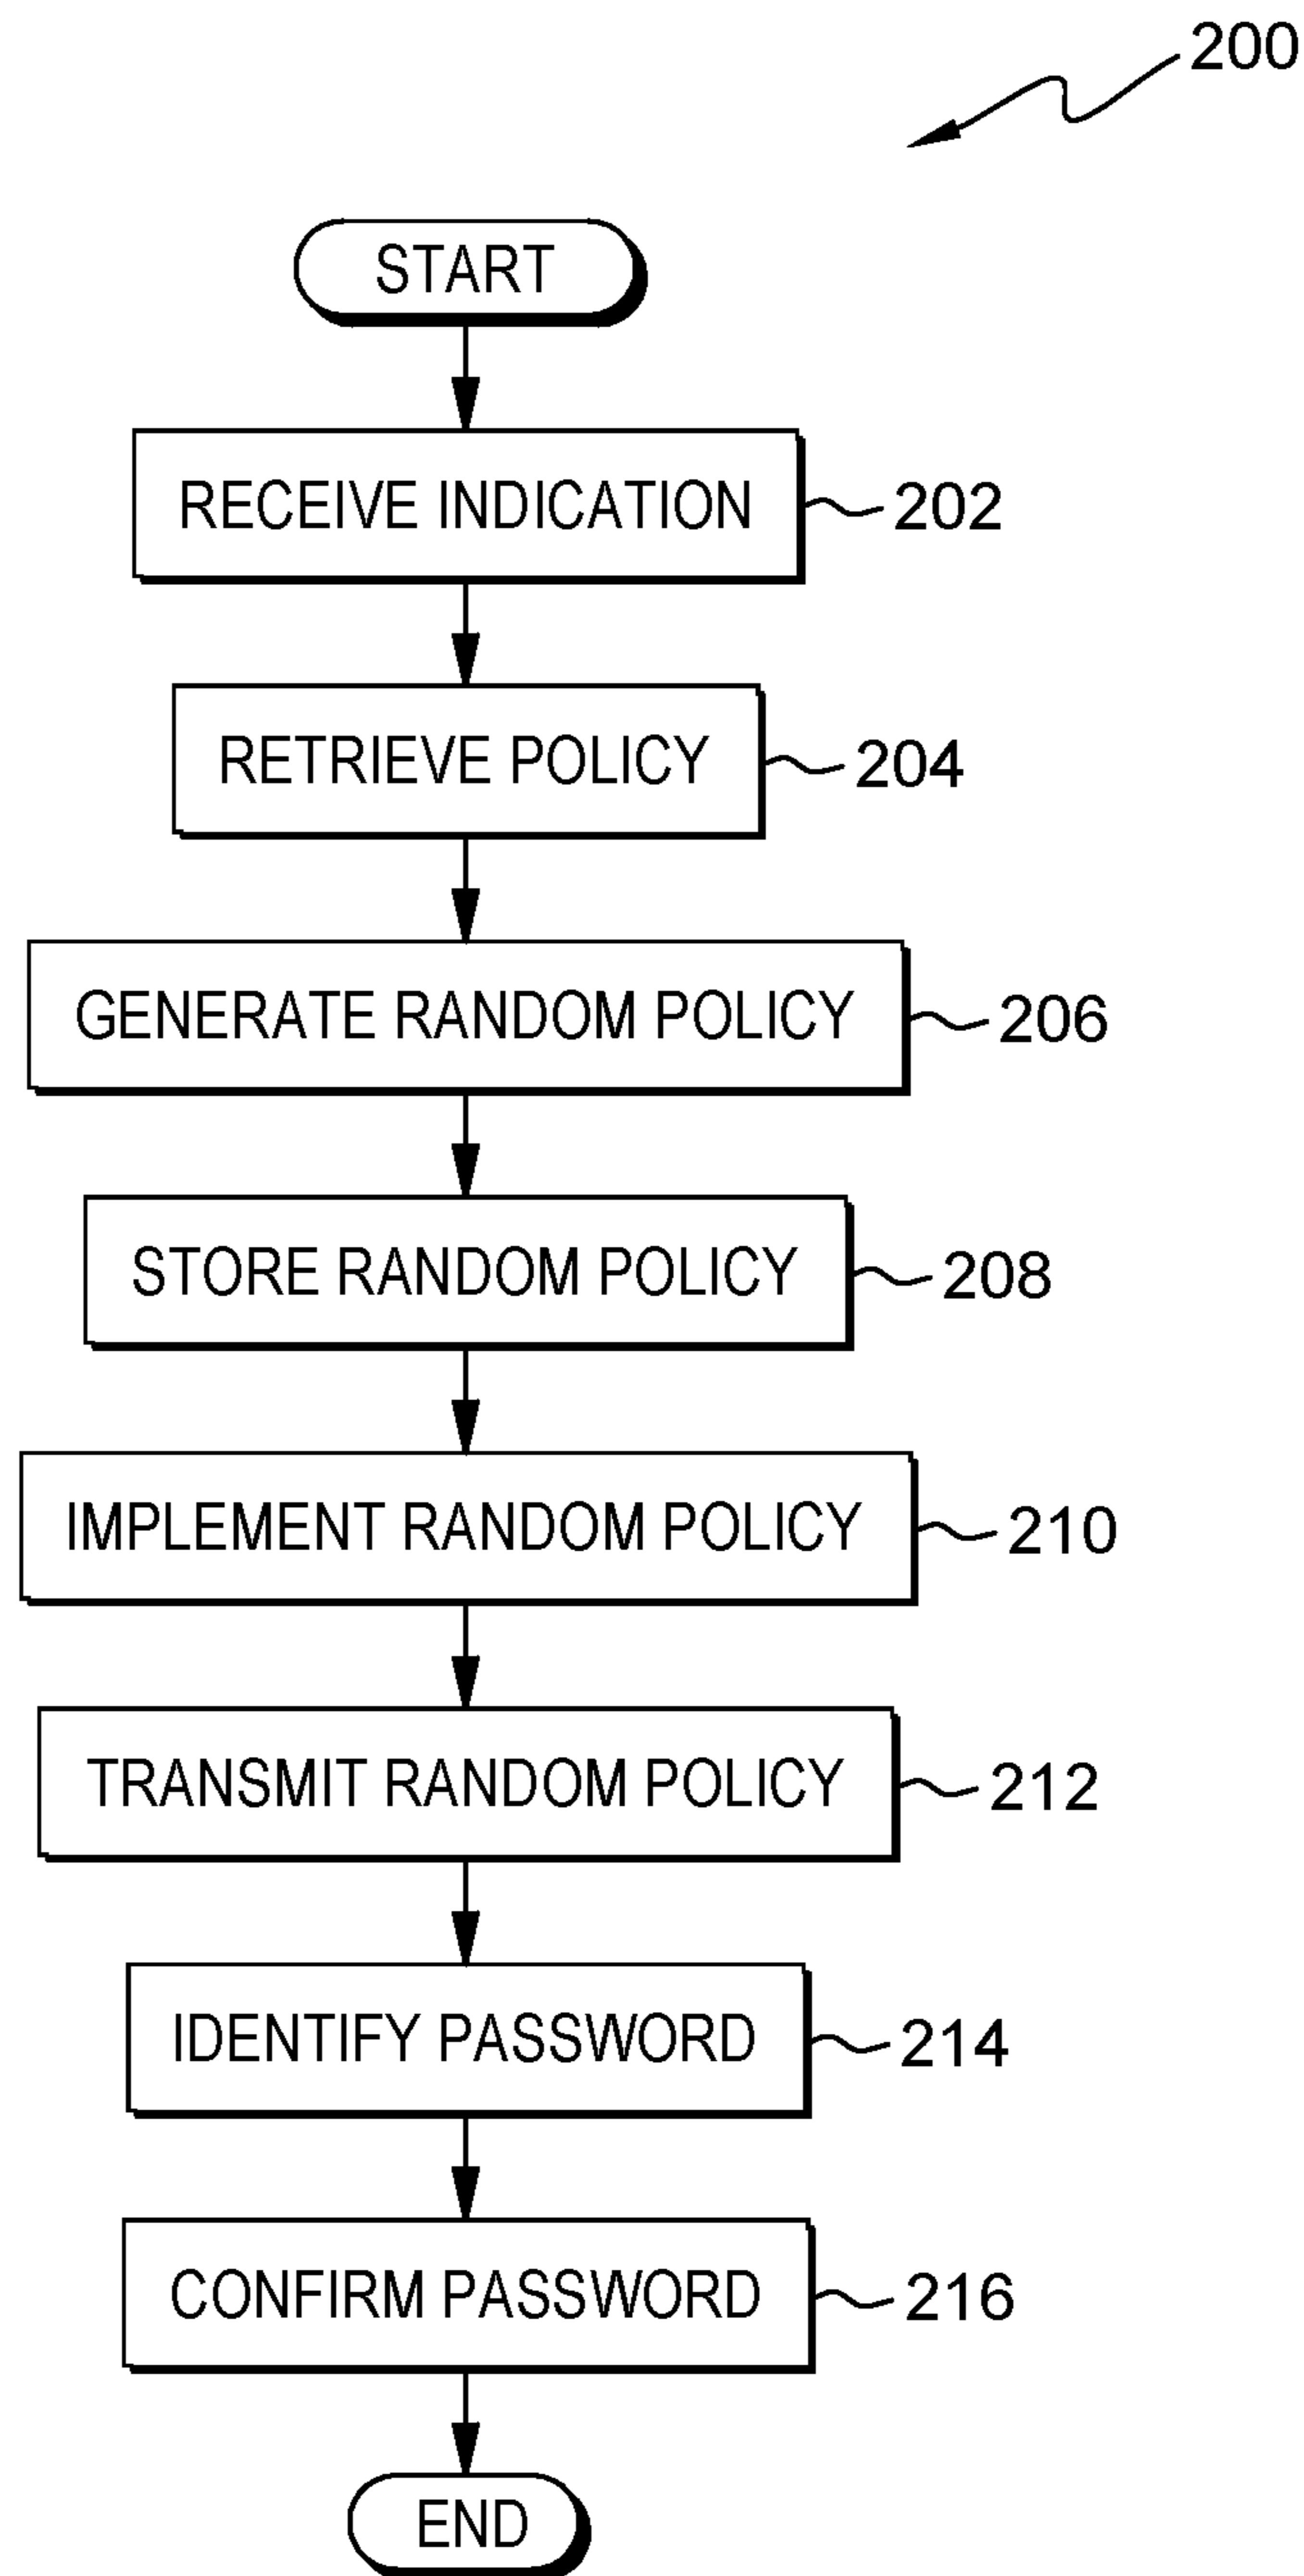 200
START
RECEIVE INDICATION
202
RETRIEVE POLICY
204
GENERATE RANDOM POLICY
206
STORE RANDOM POLICY
208
IMPLEMENT RANDOM POLICY
210
TRANSMIT RANDOM POLICY
212
IDENTIFY PASSWORD
214
CONFIRM PASSWORD
216
END